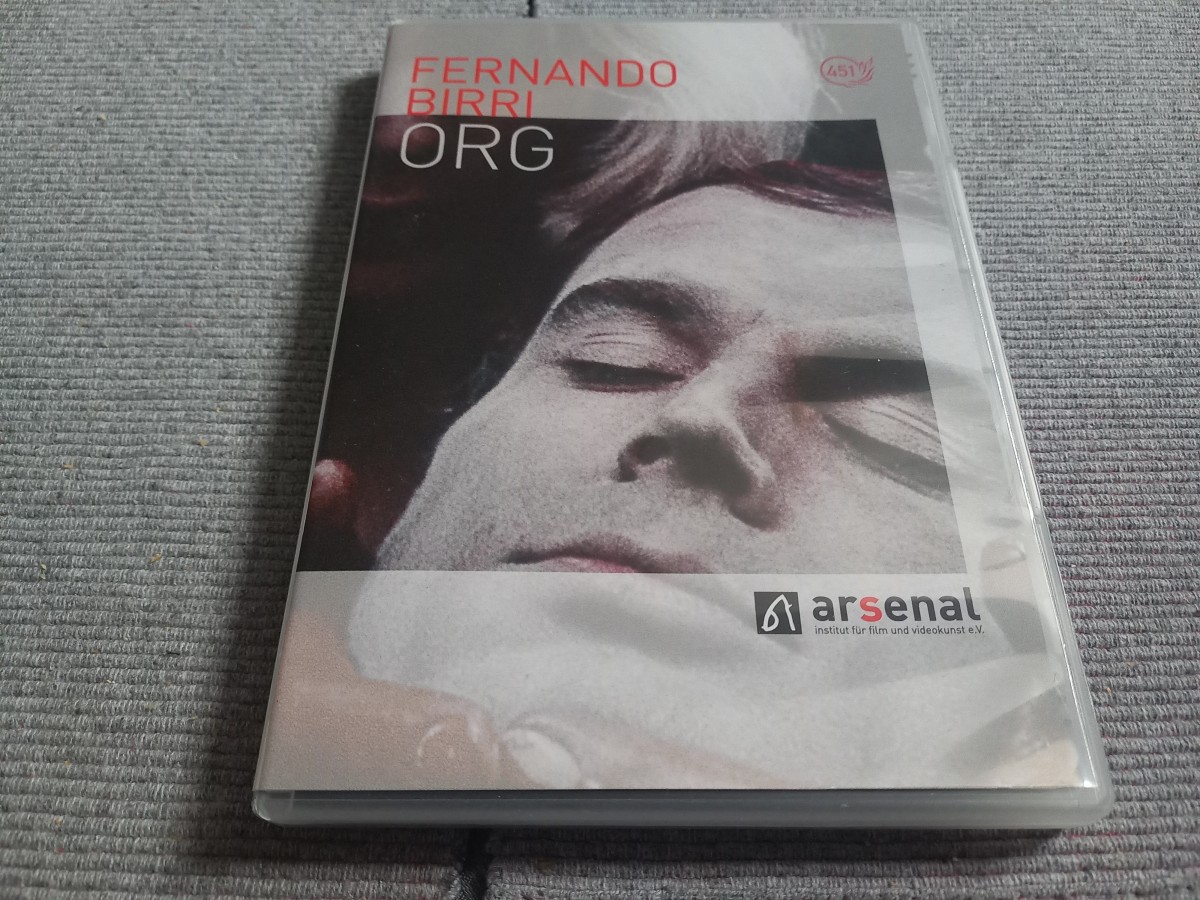 FERNANDO
BIRRI
ORG
451
arsenal
institut für film und videokunst e.V.